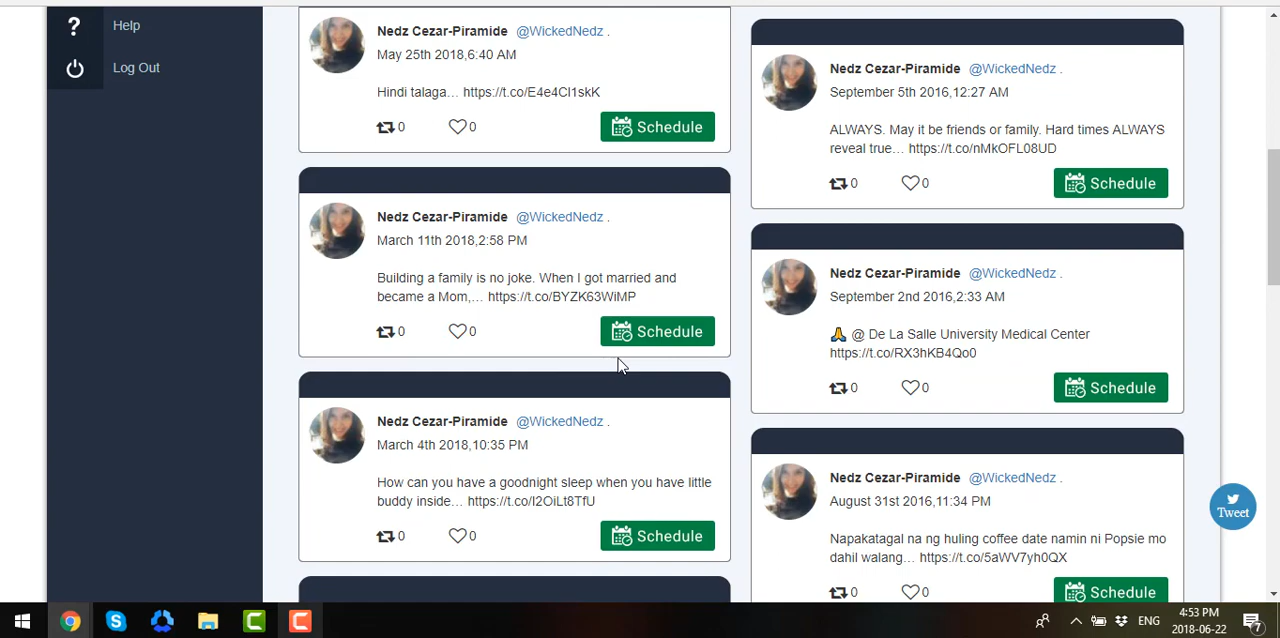 ?
Help
Log Out
Nedz Cezar-Piramide @WickedNedz .
May 25th 2018,6:40 AM
Hindi talaga… https://t.co/E4e4Cl1skK
0
0
Schedule
Nedz Cezar-Piramide @WickedNedz .
March 11th 2018,2:58 PM
Building a family is no joke. When I got married and
became a Mom,… https://t.co/BYZK63WiMP
0
0
Schedule
Nedz Cezar-Piramide @WickedNedz .
March 4th 2018,10:35 PM
How can you have a goodnight sleep when you have little
buddy inside… https://t.co/I2OiLt8TfU
0
0
Schedule
Nedz Cezar-Piramide @WickedNedz .
September 5th 2016,12:27 AM
ALWAYS. May it be friends or family. Hard times ALWAYS
reveal true… https://t.co/nMkOFL08UD
0
0
Schedule
Nedz Cezar-Piramide @WickedNedz .
September 2nd 2016,2:33 AM
🙏 @ De La Salle University Medical Center
https://t.co/RX3hKB4Qo0
0
0
Schedule
Nedz Cezar-Piramide @WickedNedz .
August 31st 2016,11:34 PM
Napakatagal na ng huling coffee date namin ni Popsie mo
dahil walang… https://t.co/5aWV7yh0QX
0
0
Schedule
Tweet
ENG
4:53 PM
2018-06-22
7